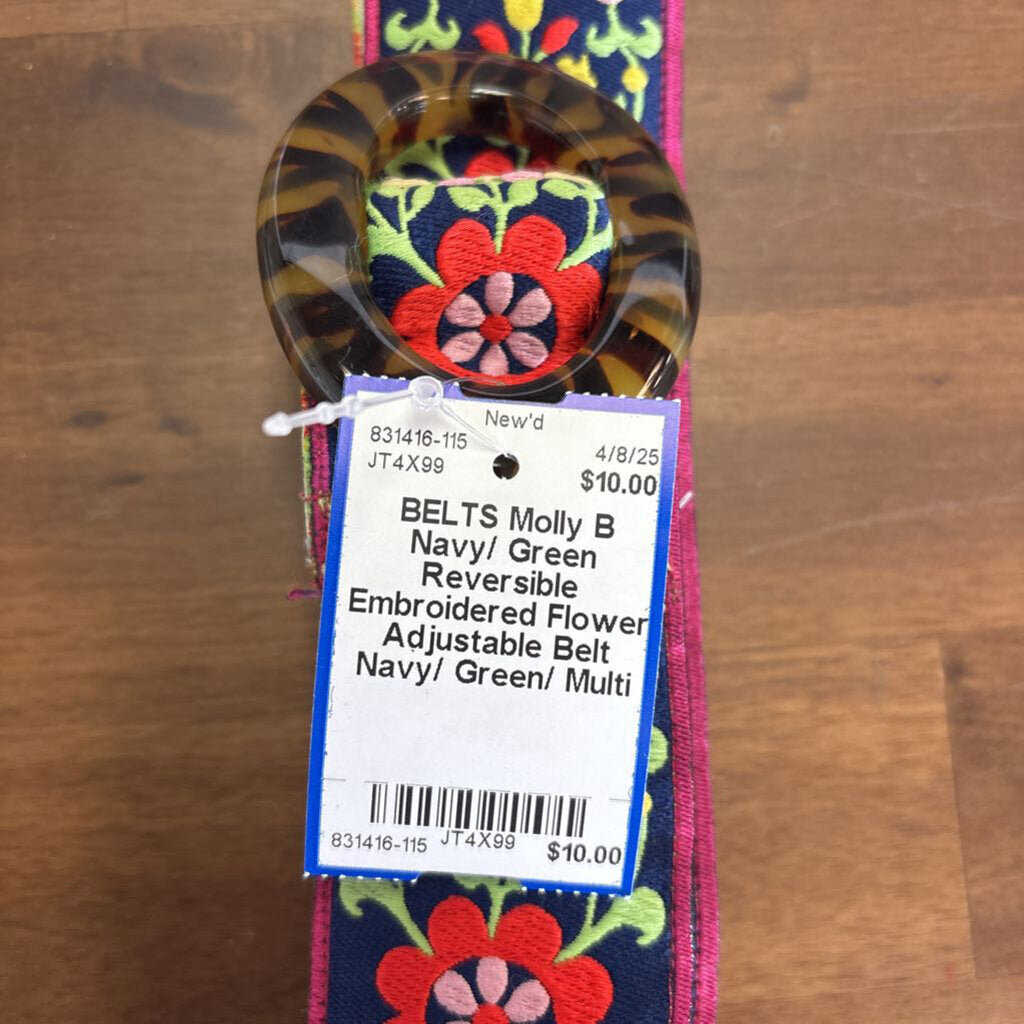 New'd
831416-115 4/8/25
JT4X99 $10.00
BELTS Molly B
Navy/ Green
Reversible
Embroidered Flower
Adjustable Belt
Navy/ Green/ Multi
831416-115 JT4X99 $10.00